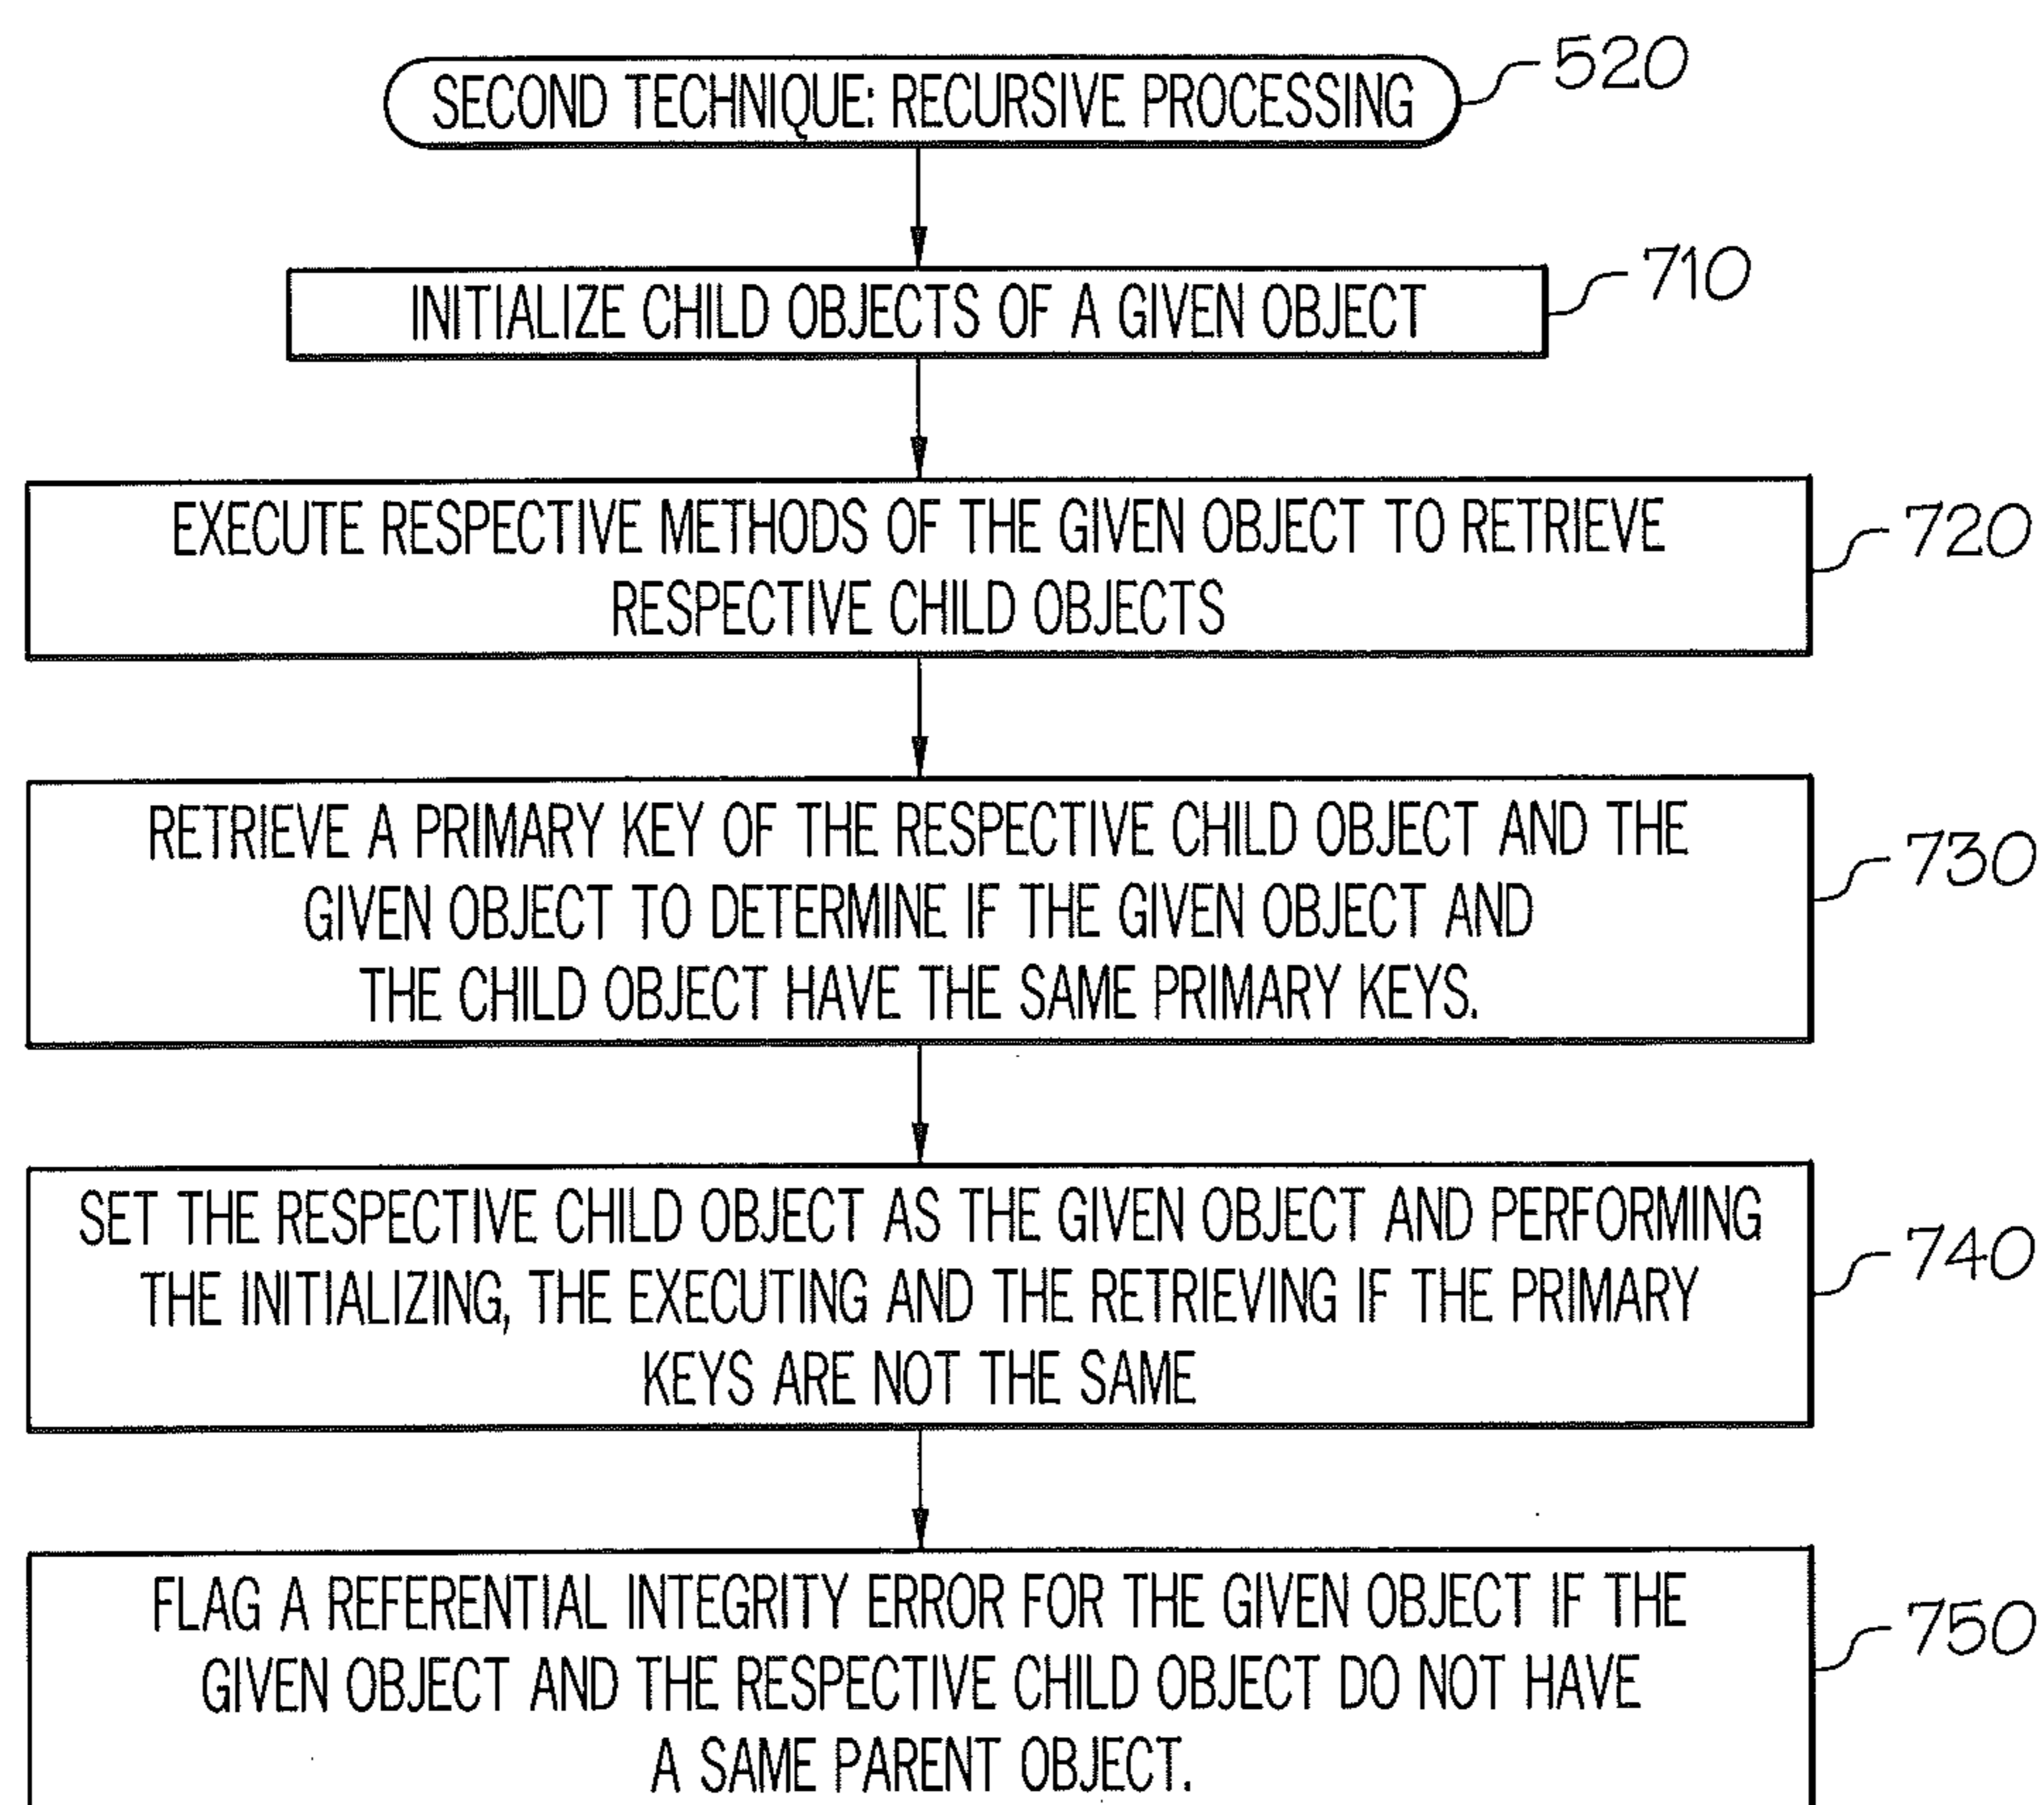 SECOND TECHNIQUE: RECURSIVE PROCESSING
520
INITIALIZE CHILD OBJECTS OF A GIVEN OBJECT
710
EXECUTE RESPECTIVE METHODS OF THE GIVEN OBJECT TO RETRIEVE
RESPECTIVE CHILD OBJECTS
720
RETRIEVE A PRIMARY KEY OF THE RESPECTIVE CHILD OBJECT AND THE
GIVEN OBJECT TO DETERMINE IF THE GIVEN OBJECT AND
THE CHILD OBJECT HAVE THE SAME PRIMARY KEYS.
730
SET THE RESPECTIVE CHILD OBJECT AS THE GIVEN OBJECT AND PERFORMING
THE INITIALIZING, THE EXECUTING AND THE RETRIEVING IF THE PRIMARY
KEYS ARE NOT THE SAME
740
FLAG A REFERENTIAL INTEGRITY ERROR FOR THE GIVEN OBJECT IF THE
GIVEN OBJECT AND THE RESPECTIVE CHILD OBJECT DO NOT HAVE
A SAME PARENT OBJECT.
750